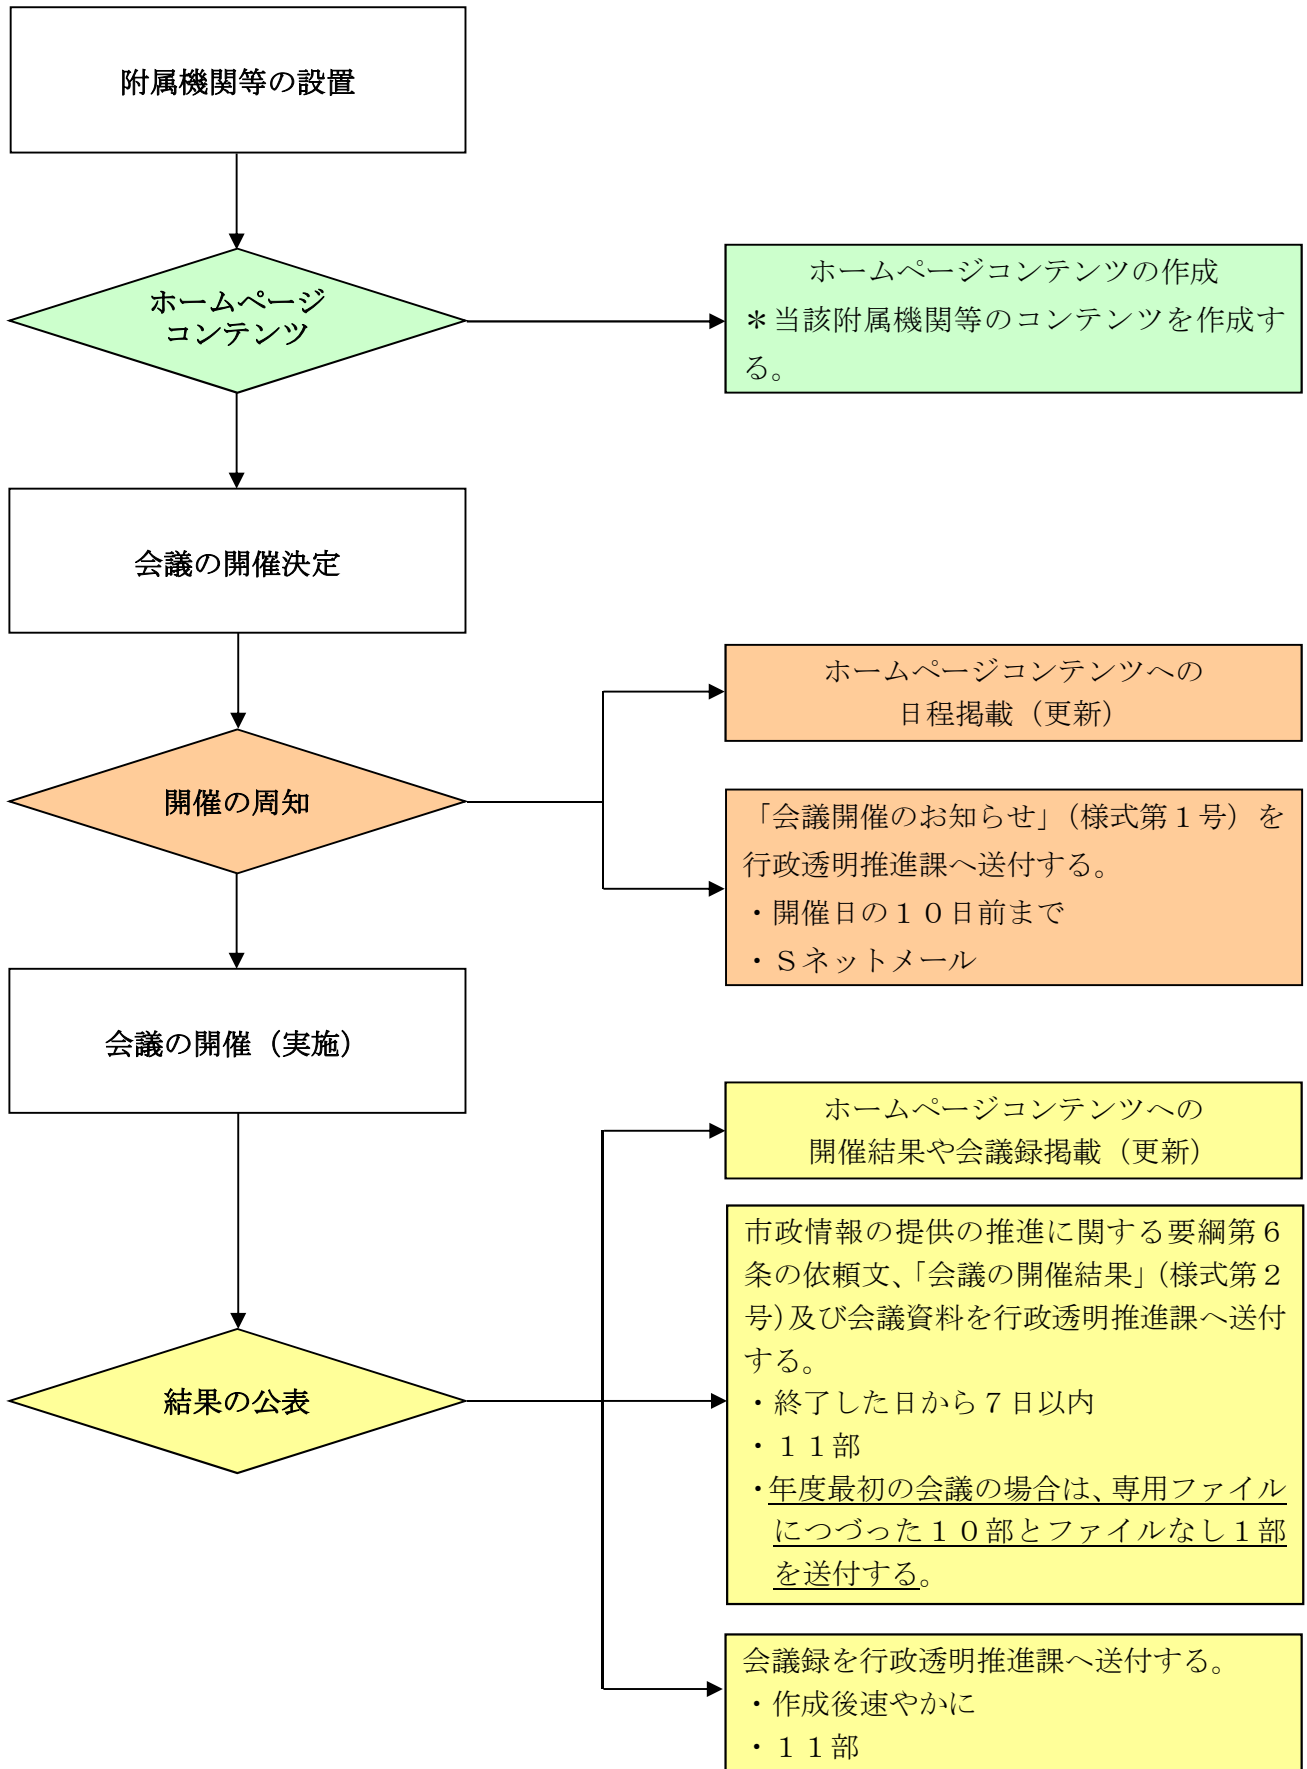 附属機関等の設置
ホームページ
コンテンツ
ホームページコンテンツの作成
＊当該附属機関等のコンテンツを作成す
る。
会議の開催決定
開催の周知
ホームページコンテンツへの
日程掲載（更新）
「会議開催のお知らせ」（様式第１号）を
行政透明推進課へ送付する。
・開催日の１０日前まで
・Ｓネットメール
会議の開催（実施）
結果の公表
ホームページコンテンツへの
開催結果や会議録掲載（更新）
市政情報の提供の推進に関する要綱第６
条の依頼文、「会議の開催結果」（様式第２
号）及び会議資料を行政透明推進課へ送付
する。
・終了した日から７日以内
・１１部
・年度最初の会議の場合は、専用ファイル
につづった１０部とファイルなし１部
を送付する。
会議録を行政透明推進課へ送付する。
・作成後速やかに
・１１部